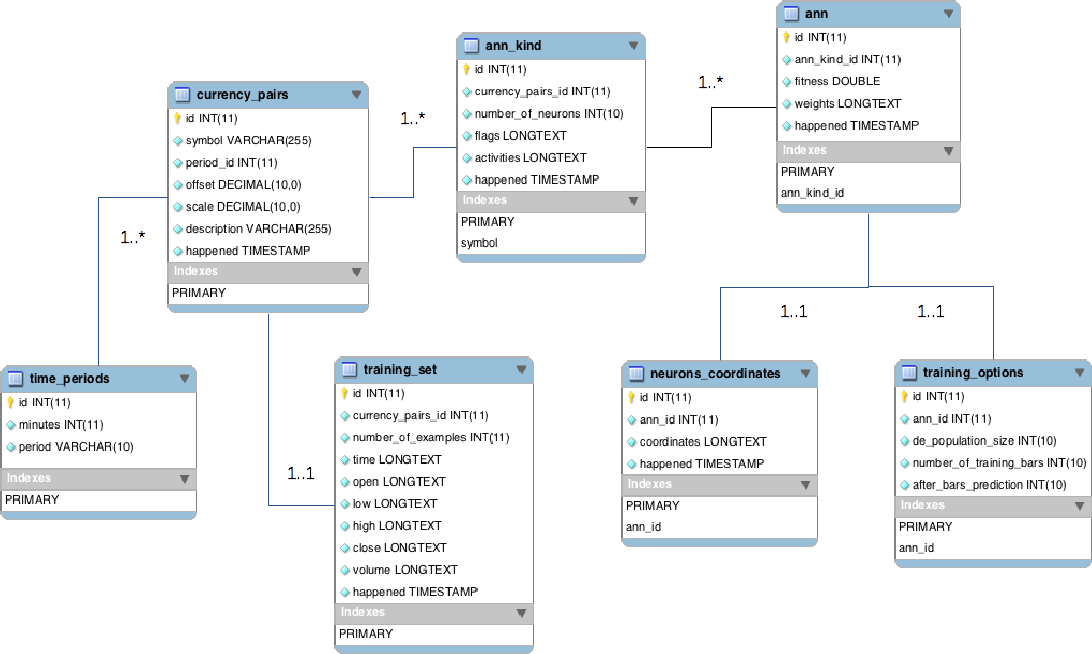 currency_pairs
id INT(11)
symbol VARCHAR(255)
period_id INT(11)
offset DECIMAL(10,0)
scale DECIMAL(10,0)
description VARCHAR(255)
happened TIMESTAMP
Indexes
PRIMARY
1..*
ann_kind
id INT(11)
currency_pairs_id INT(11)
number_of_neurons INT(10)
flags LONGTEXT
activities LONGTEXT
happened TIMESTAMP
Indexes
PRIMARY
symbol
1..*
ann
id INT(11)
ann_kind_id INT(11)
fitness DOUBLE
weights LONGTEXT
happened TIMESTAMP
Indexes
PRIMARY
ann_kind_id
1..*
time_periods
id INT(11)
minutes INT(11)
period VARCHAR(10)
Indexes
PRIMARY
1..1
training_set
id INT(11)
currency_pairs_id INT(11)
number_of_examples INT(11)
time LONGTEXT
open LONGTEXT
low LONGTEXT
high LONGTEXT
close LONGTEXT
volume LONGTEXT
happened TIMESTAMP
Indexes
PRIMARY
1..1
neurons_coordinates
id INT(11)
ann_id INT(11)
coordinates LONGTEXT
happened TIMESTAMP
Indexes
PRIMARY
ann_id
1..1
training_options
id INT(11)
ann_id INT(11)
de_population_size INT(10)
number_of_training_bars INT(10)
after_bars_prediction INT(10)
Indexes
PRIMARY
ann_id